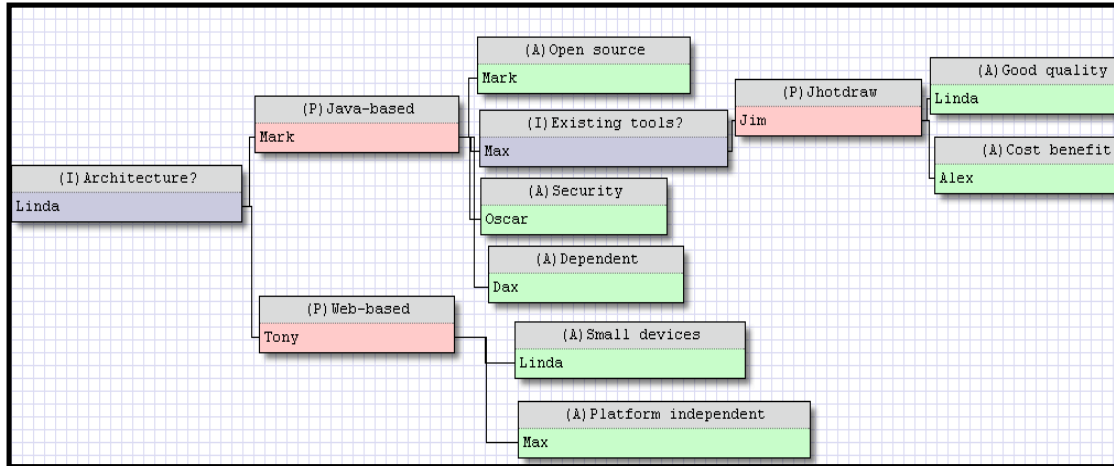 (A)Open source
Mark
(A)Good quality
Linda
(P)Jhotdraw
Jim
(P)Java-based
Mark
(I)Existing tools?
Max
(A)Cost benefit
Alex
(I)Architecture?
Linda
(A)Security
Oscar
(A)Dependent
Dax
(P)Web-based
Tony
(A)Small devices
Linda
(A)Platform independent
Max